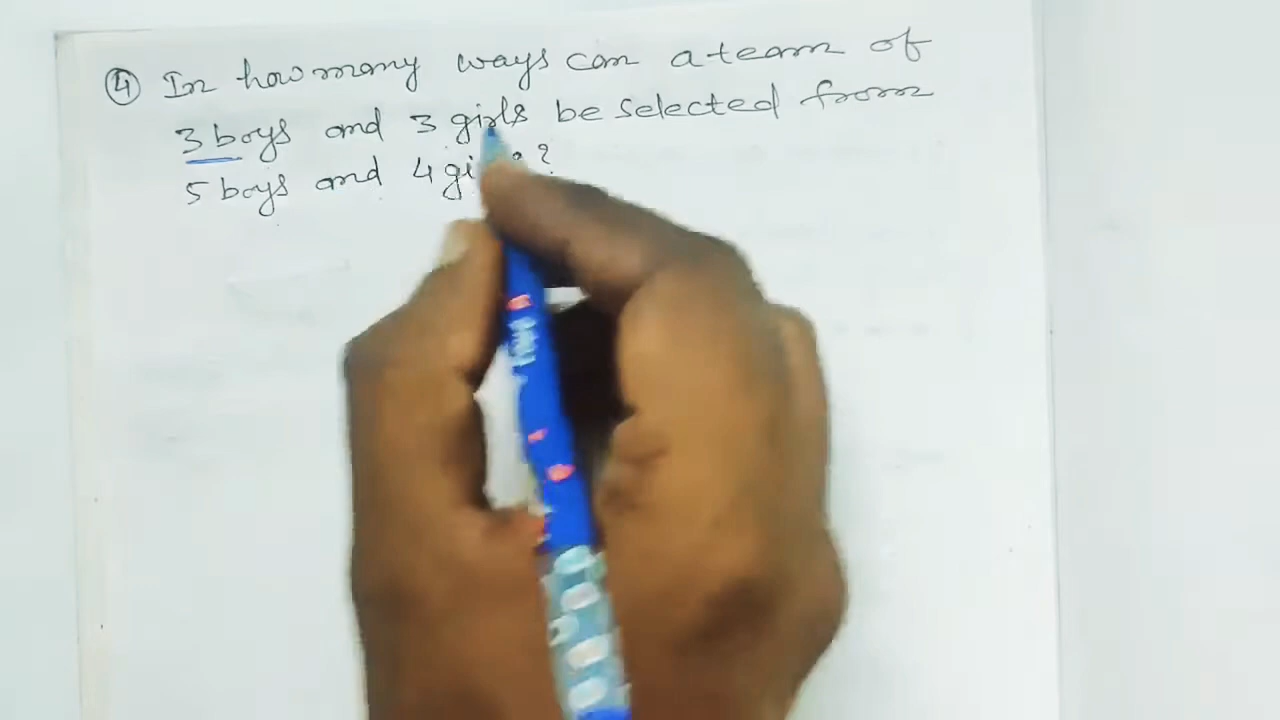 4 In how many ways can a team of
3 boys and 3 girls be selected from
5 boys and 4 ?